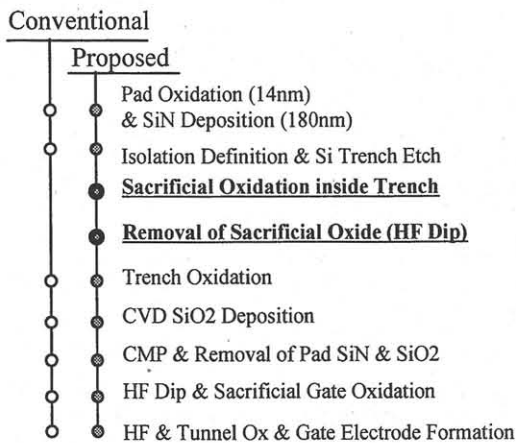 Conventional
Proposed
Pad Oxidation (14nm)
& SiN Deposition (180nm)
Isolation Definition & Si Trench Etch
Sacrificial Oxidation inside Trench
Removal of Sacrificial Oxide (HF Dip)
Trench Oxidation
CVD SiO2 Deposition
CMP & Removal of Pad SiN & SiO2
HF Dip & Sacrificial Gate Oxidation
HF & Tunnel Ox & Gate Electrode Formation